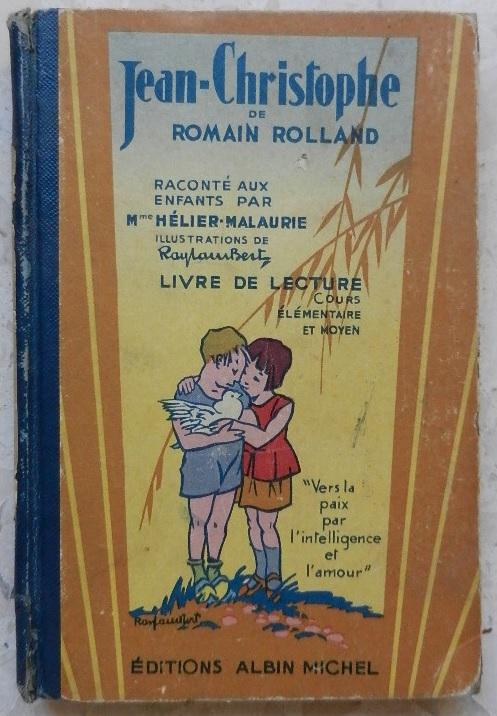 Jean-Christophe
DE
ROMAIN ROLLAND
RACONTÉ AUX
ENFANTS PAR
Mme HÉLIER-MALAURIE
ILLUSTRATIONS DE
Raylambert
LIVRE DE LECTURE
COURS
ÉLÉMENTAIRE
ET MOYEN
"Vers la
paix
par
l'intelligence
et
l'amour"
Raylambert
ÉDITIONS ALBIN MICHEL